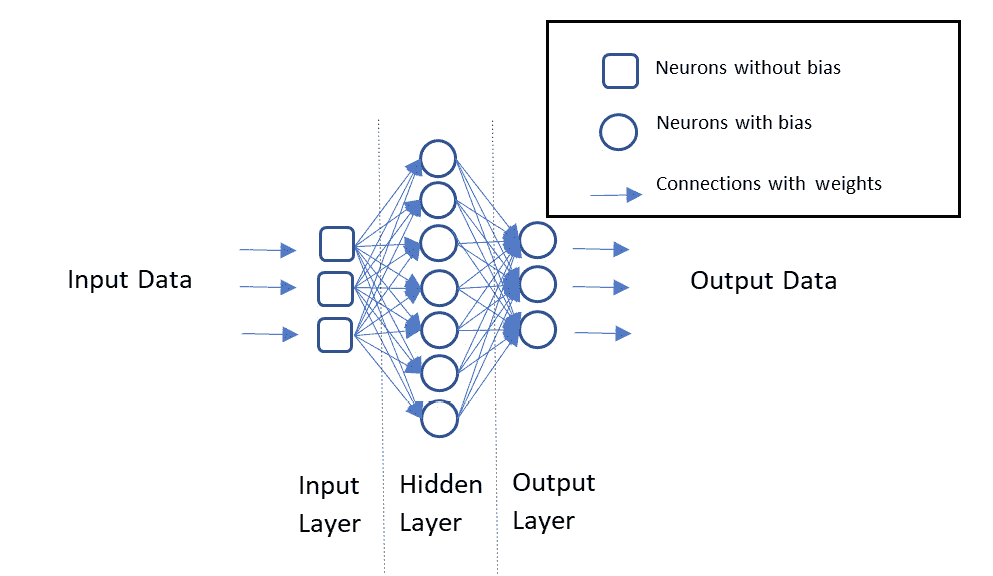 Neurons without bias
Neurons with bias
Connections with weights
Input Data
Output Data
Input
Layer
Hidden
Layer
Output
Layer